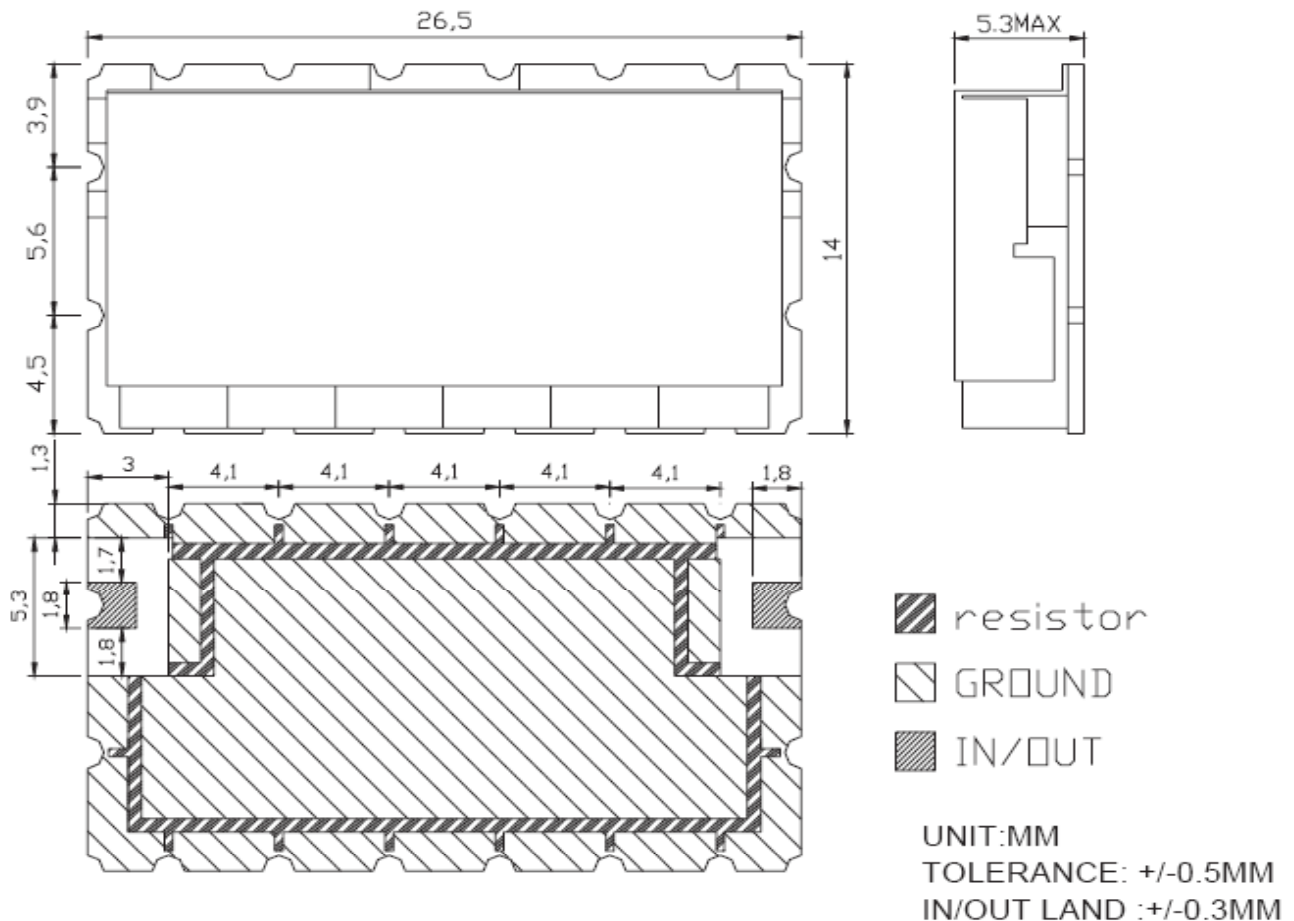 26,5
5.3MAX
3,9
5,6
4,5
14
1,3
3
4,1
4,1
4,1
4,1
4,1
1,8
1,7
5,3
1,8
1,8
resistor
GROUND
IN/OUT
UNIT:MM
TOLERANCE: +/-0.5MM
IN/OUT LAND :+/-0.3MM